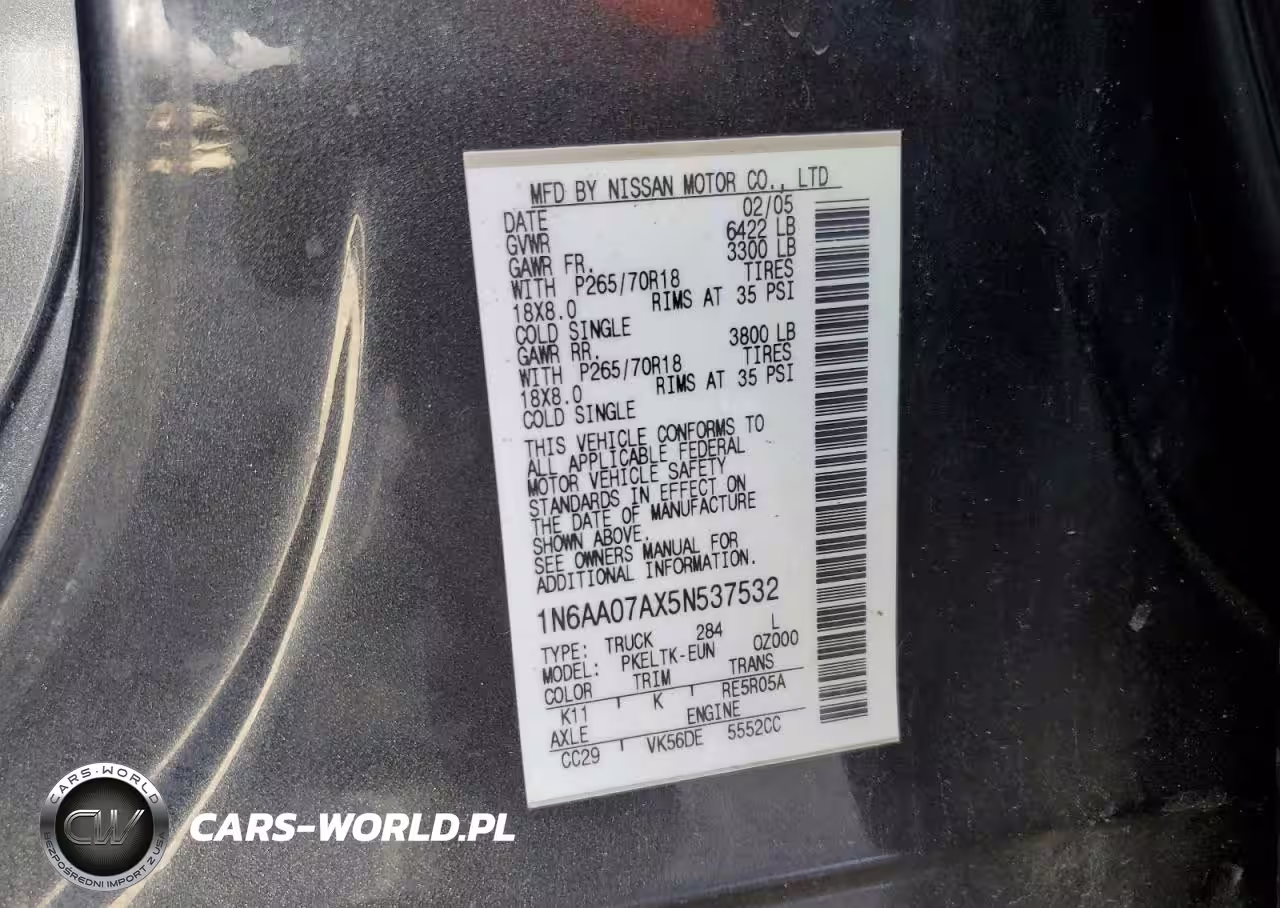 MFD BY NISSAN MOTOR CO., LTD
DATE 02/05
GVWR 6422 LB
GAWR FR. 3300 LB
WITH P265/70R18 TIRES
18X8.0 RIMS AT 35 PSI
COLD SINGLE
GAWR RR. 3800 LB
WITH P265/70R18 TIRES
18X8.0 RIMS AT 35 PSI
COLD SINGLE
THIS VEHICLE CONFORMS TO
ALL APPLICABLE FEDERAL
MOTOR VEHICLE SAFETY
STANDARDS IN EFFECT ON
THE DATE OF MANUFACTURE
SHOWN ABOVE.
SEE OWNERS MANUAL FOR
ADDITIONAL INFORMATION.
1N6AA07AX5N537532
TYPE: TRUCK 284 L
MODEL: PKELTK-EUN 0Z000
COLOR TRIM TRANS
K11 K RE5R05A
AXLE ENGINE
CC29 VK56DE 5552CC
CARS-WORLD
CW
BEZPOŚREDNI IMPORT Z USA
CARS-WORLD.PL